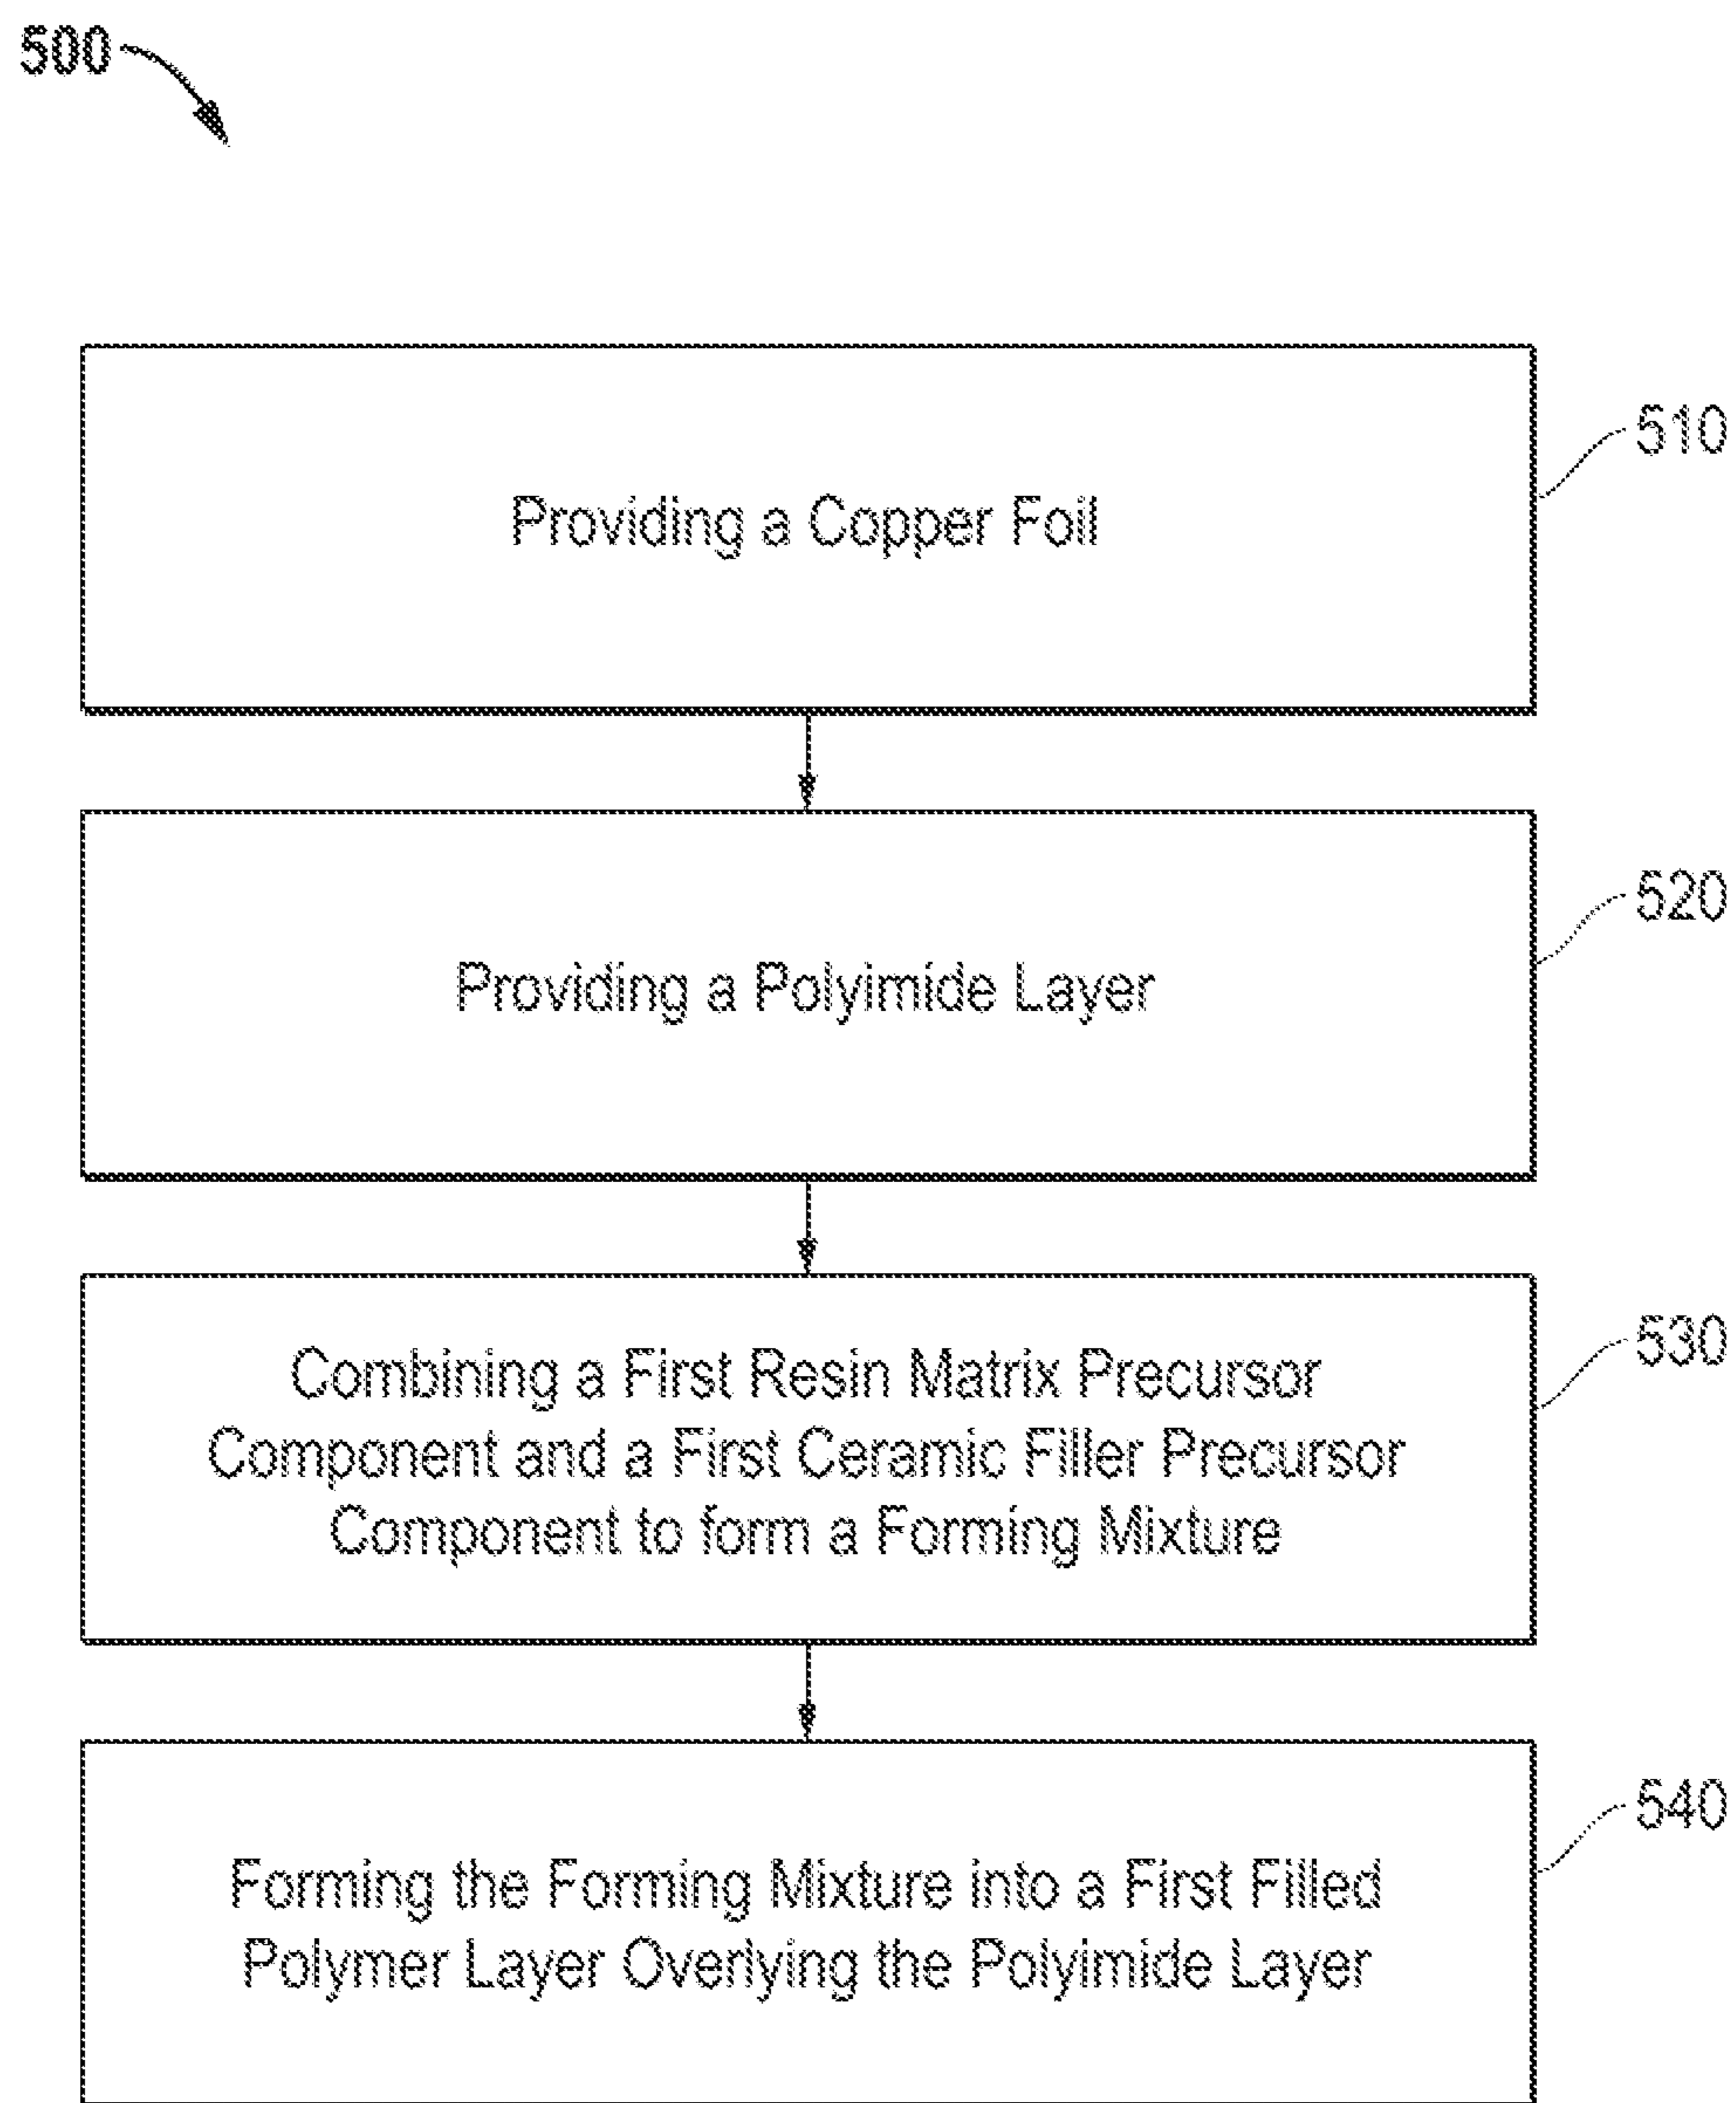 500
Providing a Copper Foil
510
Providing a Polyimide Layer
520
Combining a First Resin Matrix Precursor
Component and a First Ceramic Filler Precursor
Component to form a Forming Mixture
530
Forming the Forming Mixture into a First Filled
Polymer Layer Overlying the Polyimide Layer
540